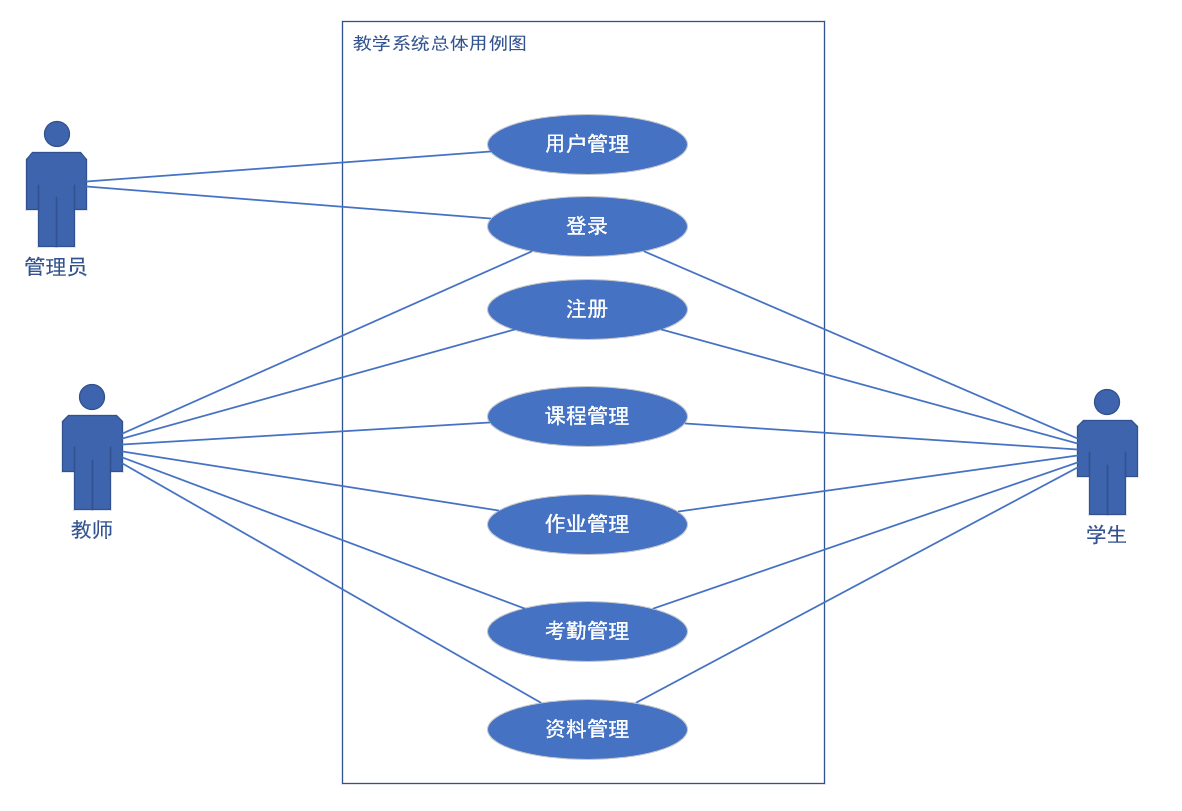 教学系统总体用例图
用户管理
登录
管理员
注册
课程管理
作业管理
教师
学生
考勤管理
资料管理